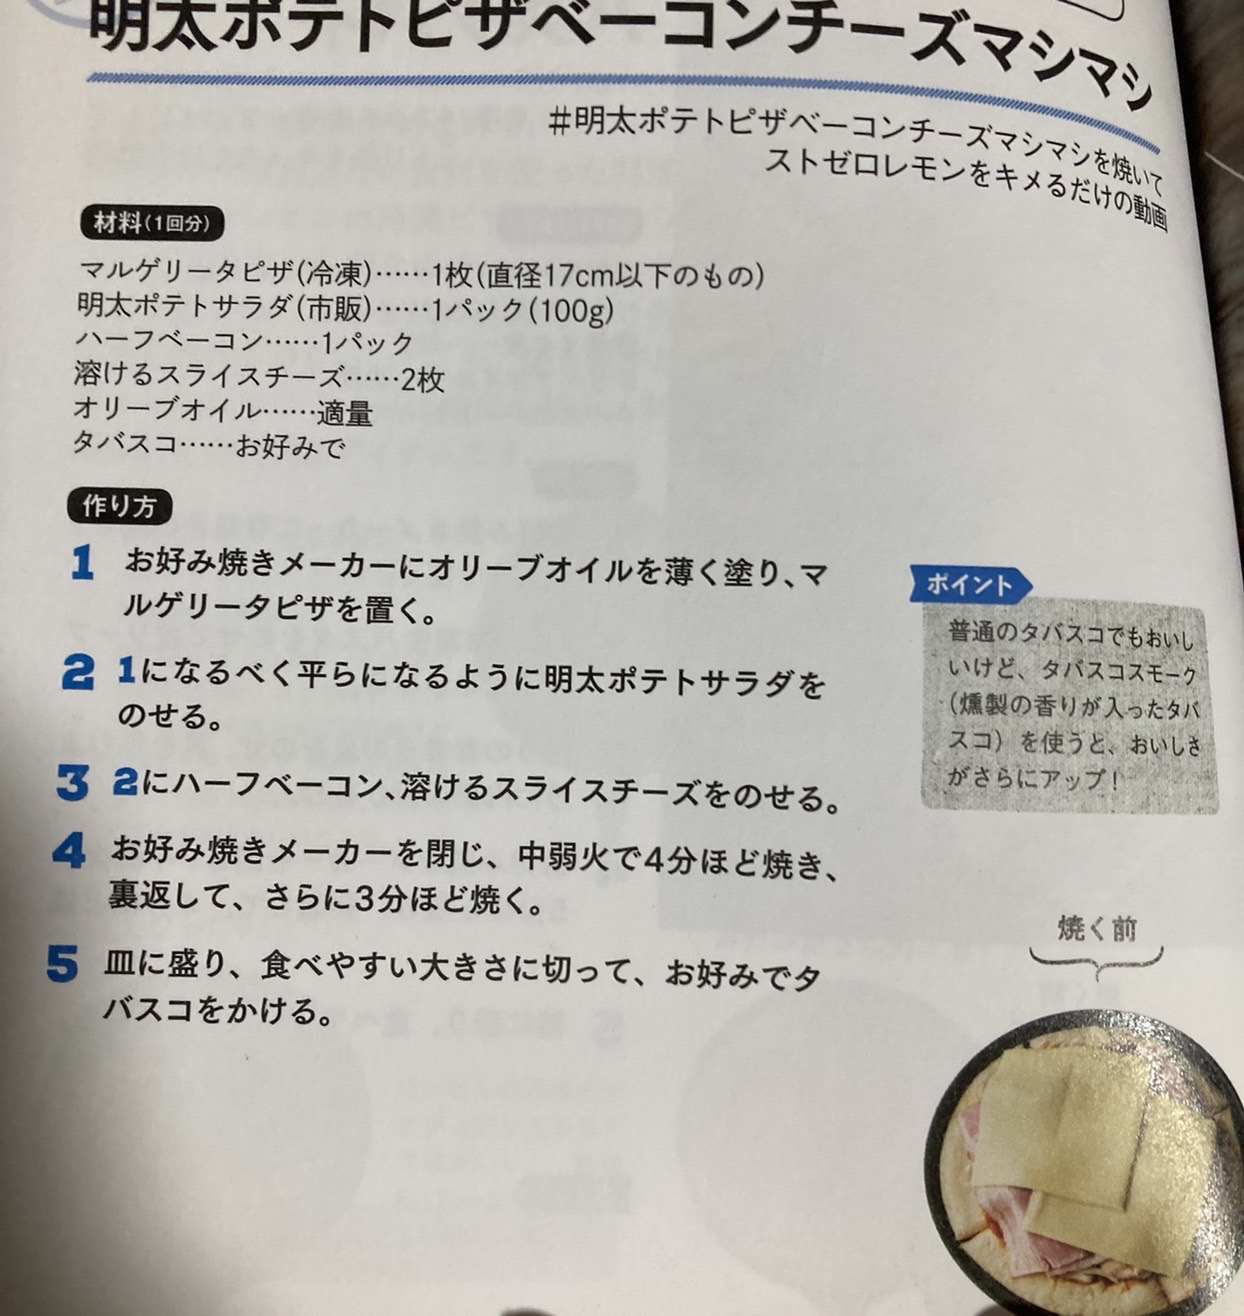 明太ポテトピザベーコンチーズマシマシ
＃明太ポテトピザベーコンチーズマシマシを焼いて
ストゼロレモンをキメるだけの動画
材料(1回分)
マルゲリータピザ(冷凍)……1枚(直径17cm以下のもの)
明太ポテトサラダ(市販)……1パック(100g)
ハーフベーコン……1パック
溶けるスライスチーズ……2枚
オリーブオイル……適量
タバスコ……お好みで
作り方
1 お好み焼きメーカーにオリーブオイルを薄く塗り、マ
ルゲリータピザを置く。
2 1になるべく平らになるように明太ポテトサラダを
のせる。
3 2にハーフベーコン、溶けるスライスチーズをのせる。
4 お好み焼きメーカーを閉じ、中弱火で4分ほど焼き、
裏返して、さらに3分ほど焼く。
5 皿に盛り、食べやすい大きさに切って、お好みでタ
バスコをかける。
ポイント
普通のタバスコでもおいし
いけど、タバスコスモーク
（燻製の香りが入ったタバ
スコ）を使うと、おいしさ
がさらにアップ！
焼く前